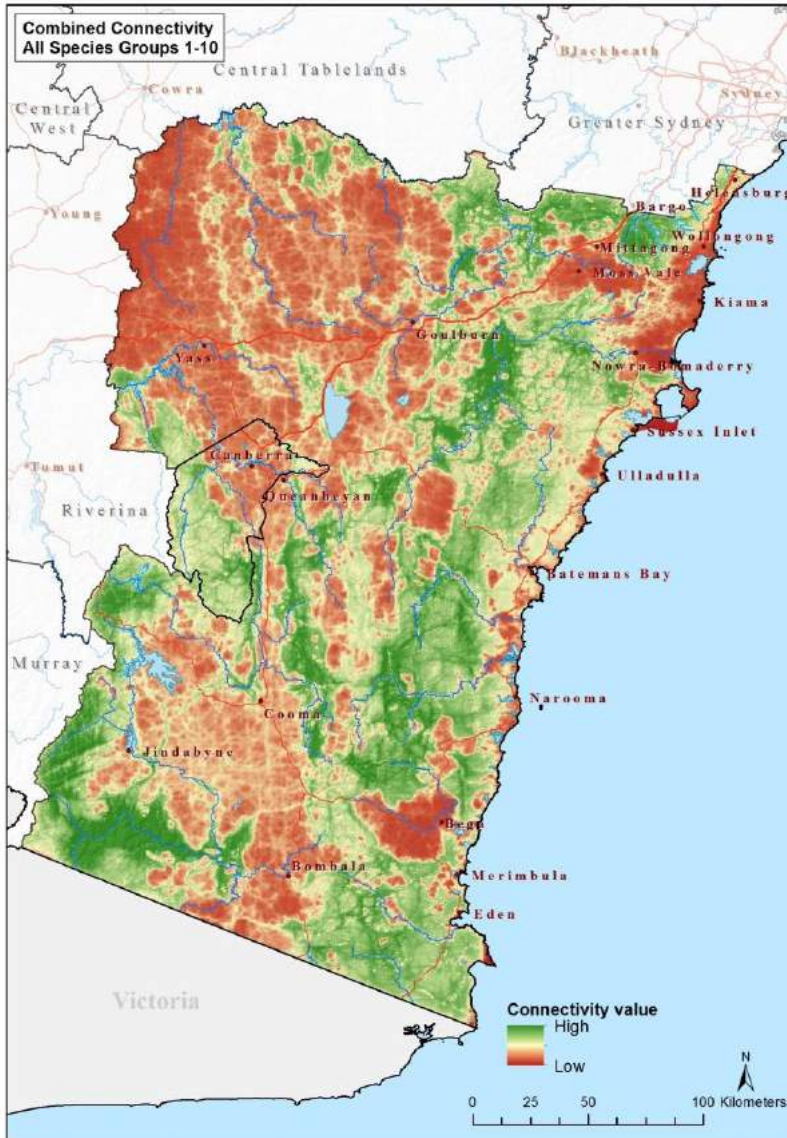 Combined Connectivity
All Species Groups 1-10
Blackheath
Central Tablelands
Cowra
Sydney
Central
West
Greater Sydney
Helensburg
Bargo
Young
Wollongong
Mittagong
Moss Vale
Kiama
Goulburn
Yass
Nowra-Bomaderry
Sussex Inlet
Canberra
Tumut
Ulladulla
Queanbeyan
Riverina
Batemans Bay
Murray
Narooma
Cooma
Jindabyne
Bega
Bombala
Merimbula
Eden
Victoria
Connectivity value
High
Low
N
0 25 50 100 Kilometers